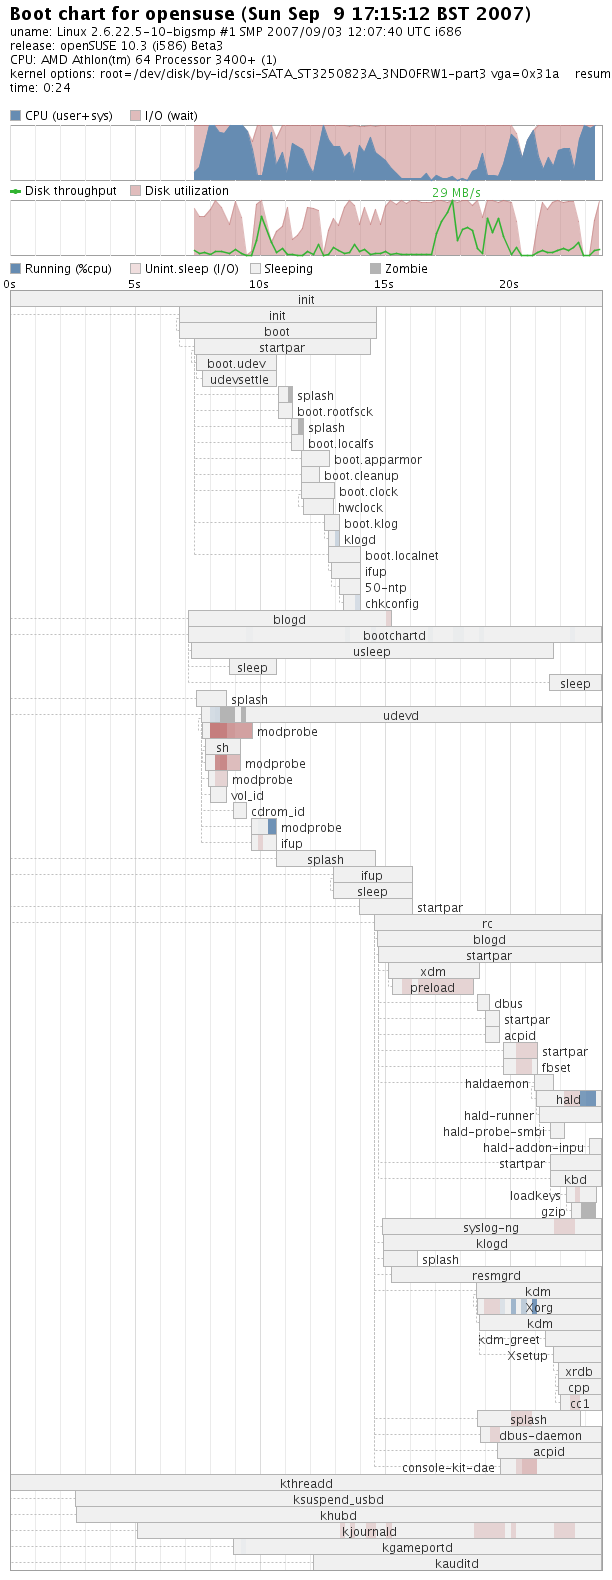 Boot chart for opensuse (Sun Sep  9 17:15:12 BST 2007)
uname: Linux 2.6.22.5-10-bigsmp #1 SMP 2007/09/03 12:07:40 UTC i686
release: openSUSE 10.3 (i586) Beta3
CPU: AMD Athlon(tm) 64 Processor 3400+ (1)
kernel options: root=/dev/disk/by-id/scsi-SATA_ST3250823A_3ND0FRW1-part3 vga=0x31a    resum
time: 0:24
CPU (user+sys) I/O (wait)
Disk throughput Disk utilization 29 MB/s
Running (%cpu) Unint.sleep (I/O) Sleeping Zombie
0s 5s 10s 15s 20s
init
init
boot
startpar
boot.udev
udevsettle
splash
boot.rootfsck
splash
boot.localfs
boot.apparmor
boot.cleanup
boot.clock
hwclock
boot.klog
klogd
boot.localnet
ifup
50-ntp
chkconfig
blogd
bootchartd
usleep
sleep
sleep
splash
udevd
modprobe
sh
modprobe
modprobe
vol_id
cdrom_id
modprobe
ifup
splash
ifup
sleep
startpar
rc
blogd
startpar
xdm
preload
dbus
startpar
acpid
startpar
fbset
haldaemon
hald
hald-runner
hald-probe-smbi
hald-addon-inpu
startpar
kbd
loadkeys
gzip
syslog-ng
klogd
splash
resmgrd
kdm
Xorg
kdm
kdm_greet
Xsetup
xrdb
cpp
cc1
splash
dbus-daemon
acpid
console-kit-dae
kthreadd
ksuspend_usbd
khubd
kjournald
kgameportd
kauditd